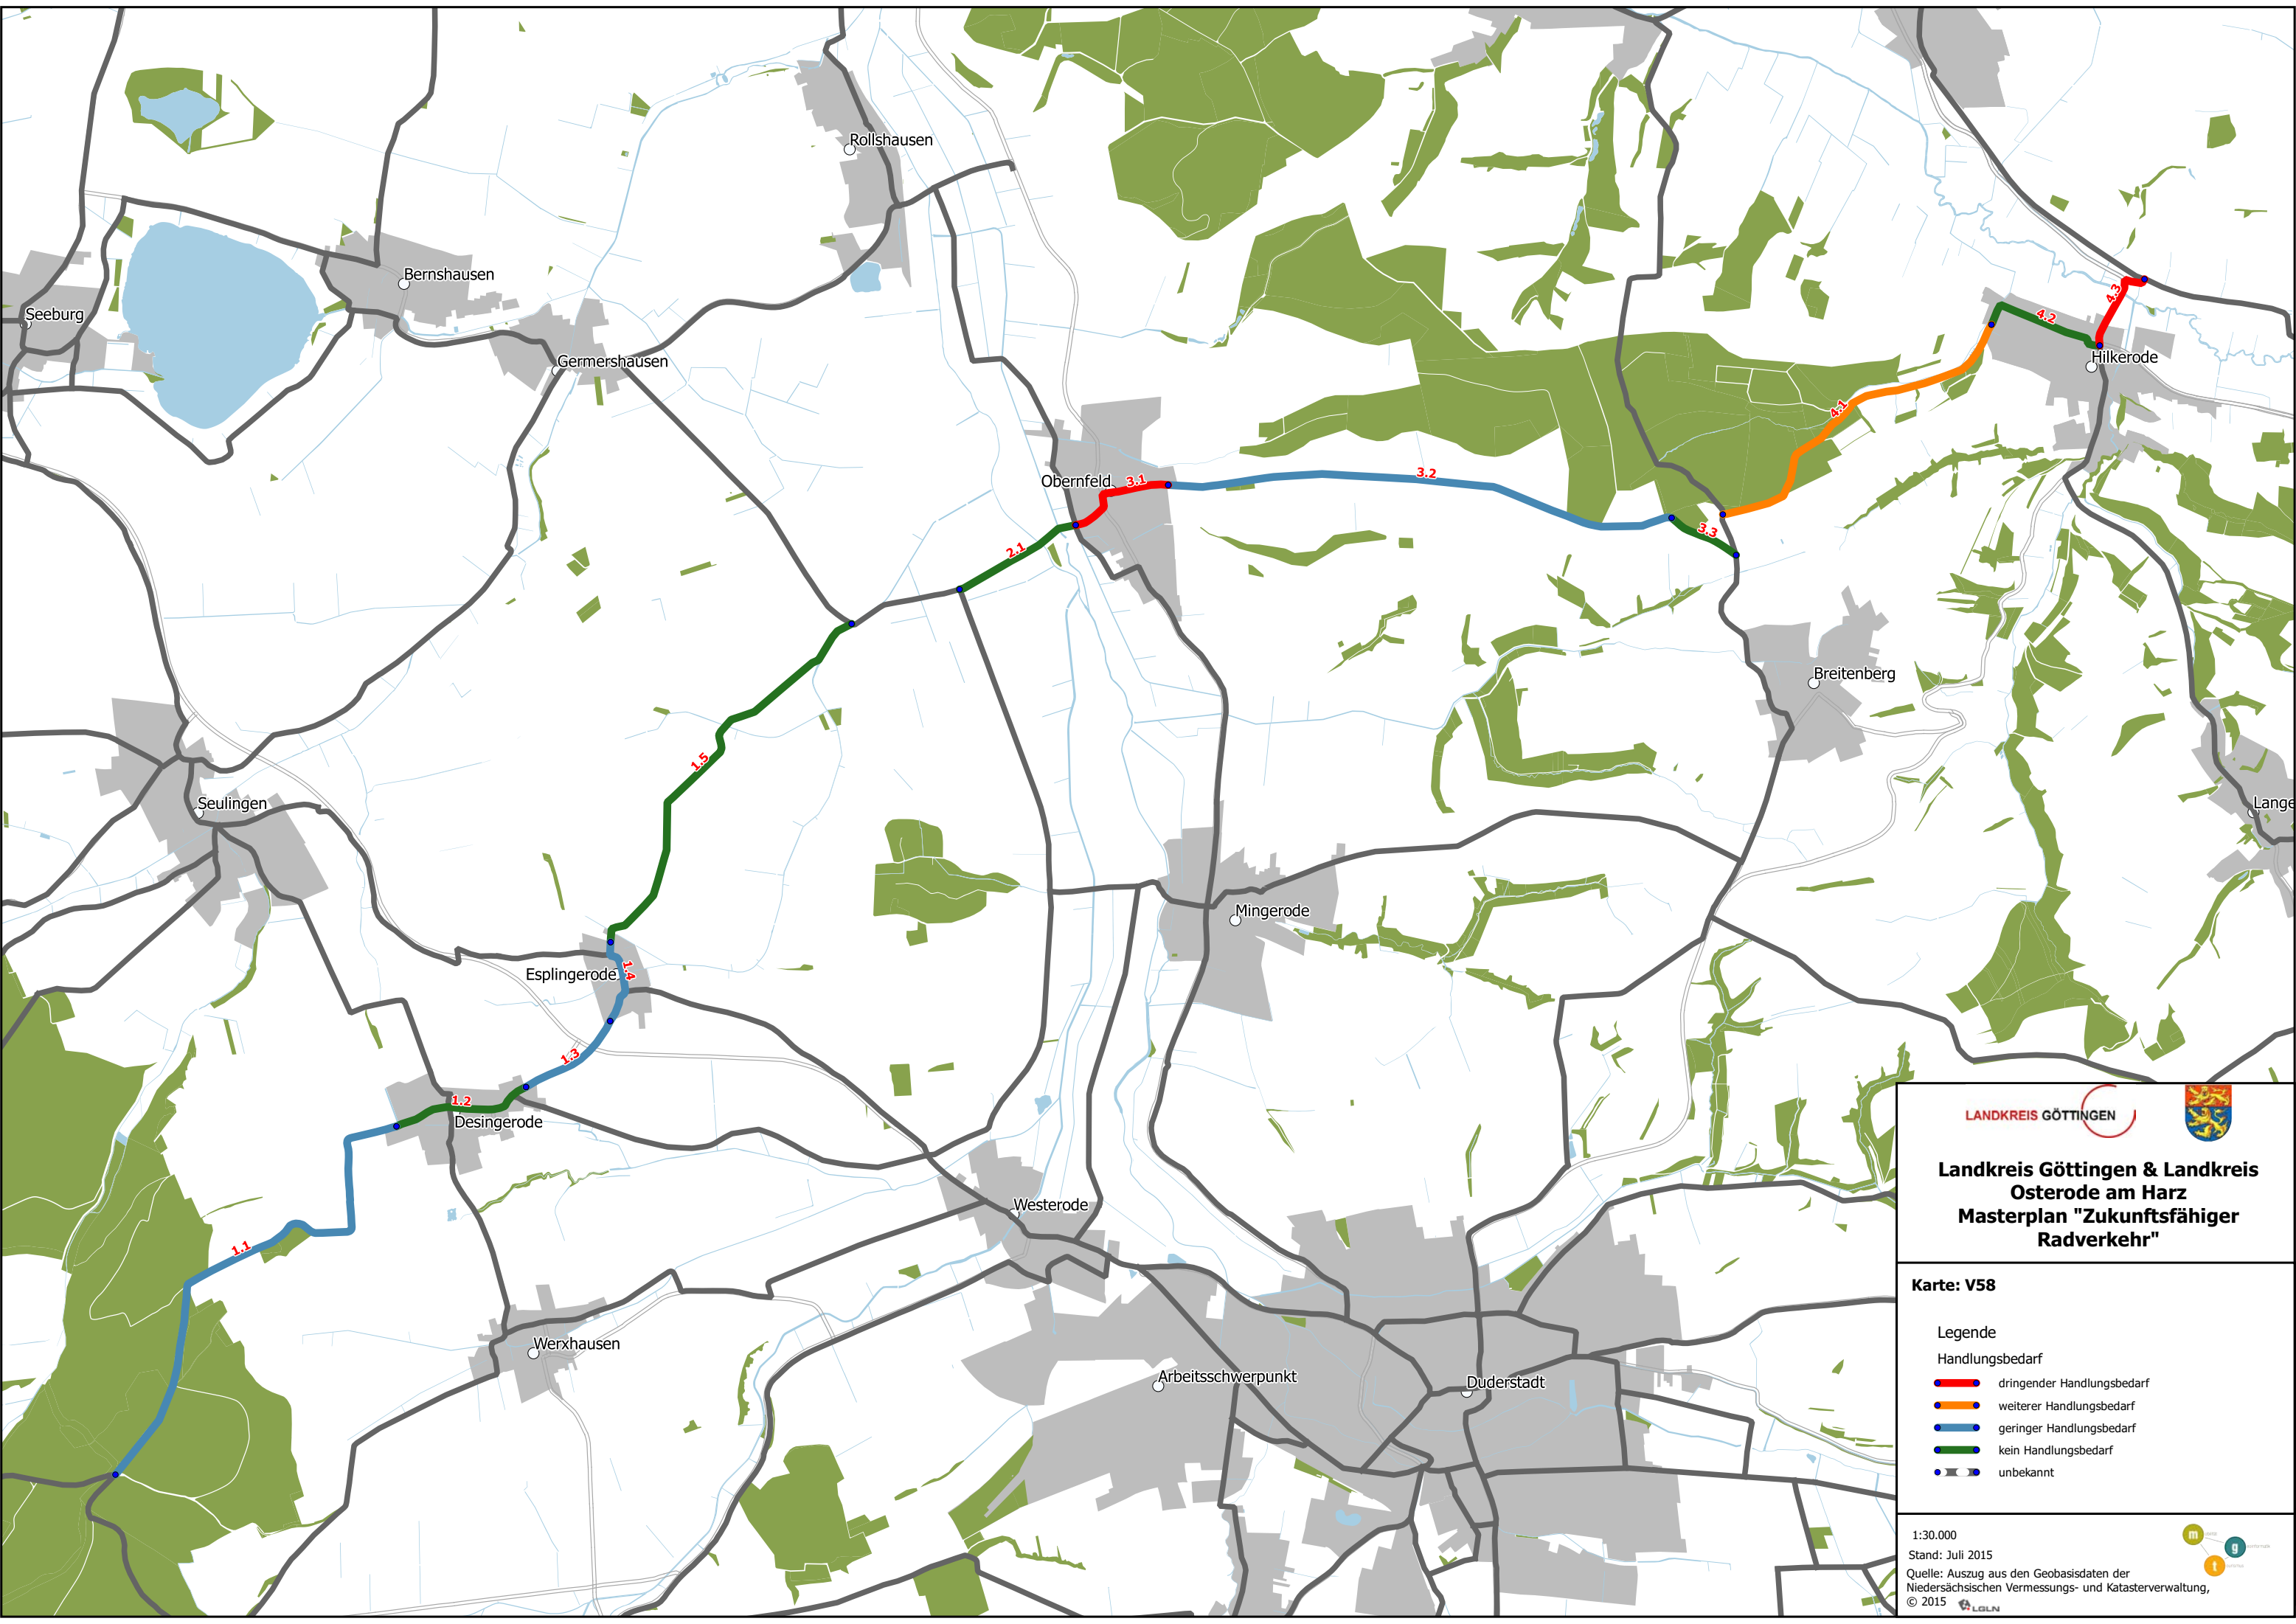 Rollshausen
Bernshausen
Seeburg
Germershausen
4.3
4.2
Hilkerode
4.1
Obernfeld
3.1
3.2
3.3
2.1
Breitenberg
1.5
Seulingen
Lange
Mingerode
Esplingerode
1.4
1.3
1.2
Desingerode
Westerode
1.1
Werxhausen
Arbeitsschwerpunkt
Duderstadt
LANDKREIS GÖTTINGEN
Landkreis Göttingen & Landkreis
Osterode am Harz
Masterplan "Zukunftsfähiger
Radverkehr"
Karte: V58
Legende
Handlungsbedarf
dringender Handlungsbedarf
weiterer Handlungsbedarf
geringer Handlungsbedarf
kein Handlungsbedarf
unbekannt
1:30.000
Stand: Juli 2015
Quelle: Auszug aus den Geobasisdaten der
Niedersächsischen Vermessungs- und Katasterverwaltung,
© 2015 LGLN
m
g
t